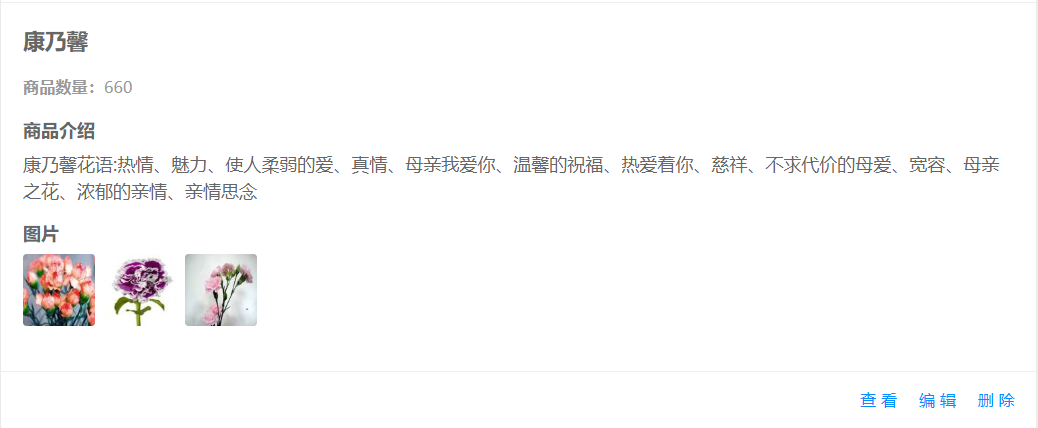 康乃馨
商品数量：660
商品介绍
康乃馨花语:热情、魅力、使人柔弱的爱、真情、母亲我爱你、温馨的祝福、热爱着你、慈祥、不求代价的母爱、宽容、母亲
之花、浓郁的亲情、亲情思念
图片
查 看 编 辑 删 除